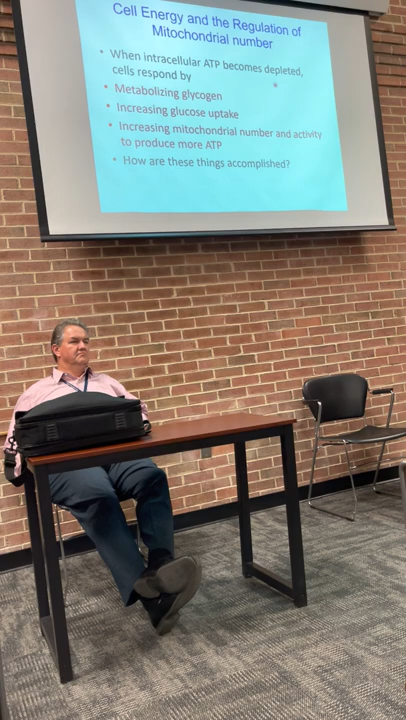 Cell Energy and the Regulation of
Mitochondrial number
• When intracellular ATP becomes depleted,
cells respond by
• Metabolizing glycogen
• Increasing glucose uptake
• Increasing mitochondrial number and activity
to produce more ATP
• How are these things accomplished?